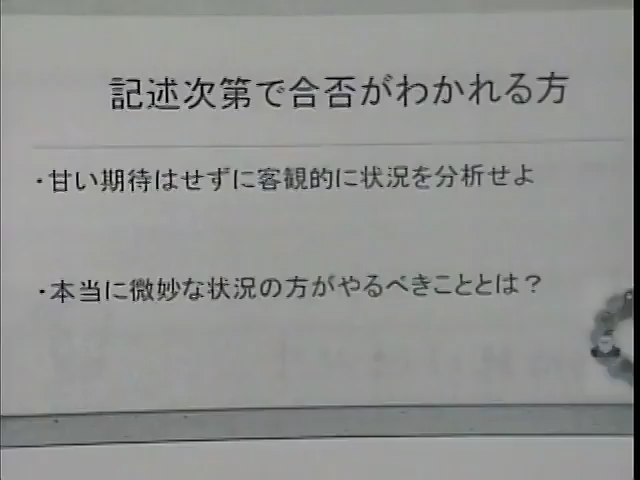 記述次第で合否がわかれる方
・甘い期待はせずに客観的に状況を分析せよ
・本当に微妙な状況の方がやるべきこととは？